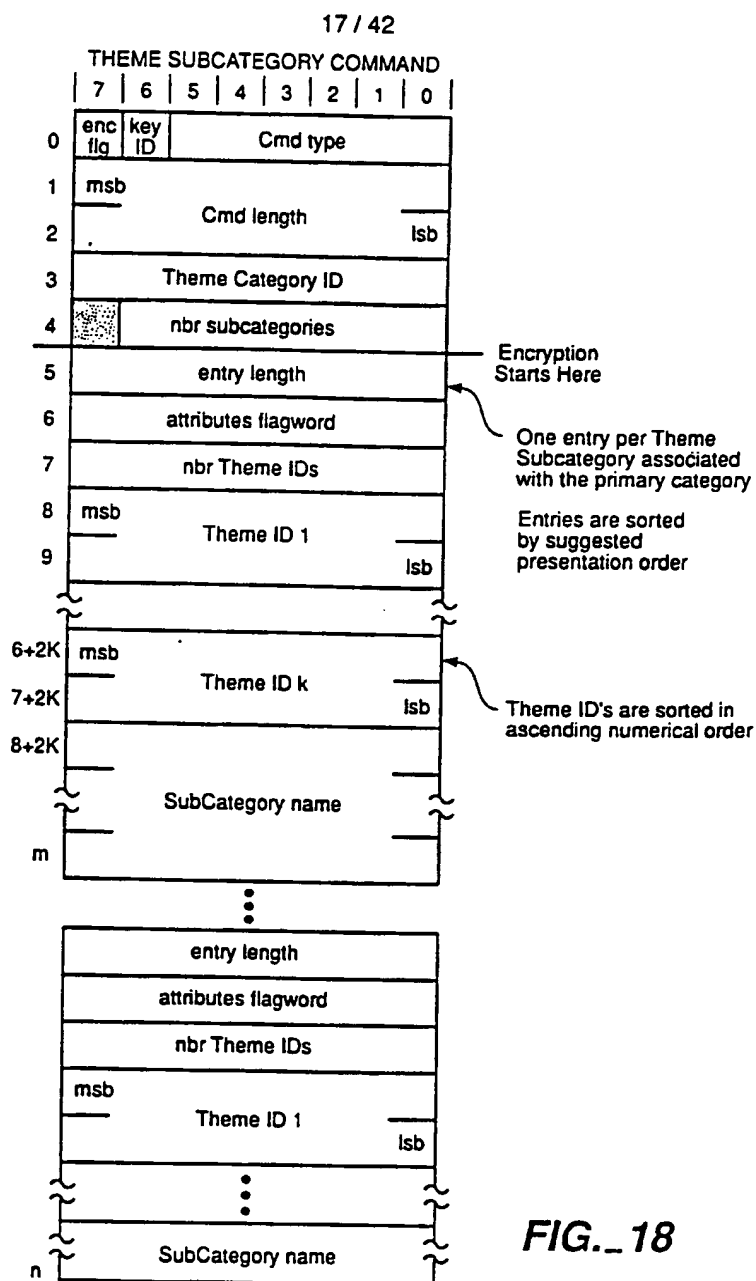 17 / 42
THEME SUBCATEGORY COMMAND
7 6 5 4 3 2 1 0
0 enc flg key ID Cmd type
1 msb
Cmd length
2 lsb
3 Theme Category ID
4 nbr subcategories
Encryption
Starts Here
5 entry length
6 attributes flagword
One entry per Theme
Subcategory associated
with the primary category
7 nbr Theme IDs
Entries are sorted
by suggested
presentation order
8 msb
Theme ID 1
9 lsb
6+2K msb
Theme ID k
7+2K lsb
Theme ID's are sorted in
ascending numerical order
8+2K
SubCategory name
m
entry length
attributes flagword
nbr Theme IDs
msb
Theme ID 1
lsb
SubCategory name
n
FIG._18